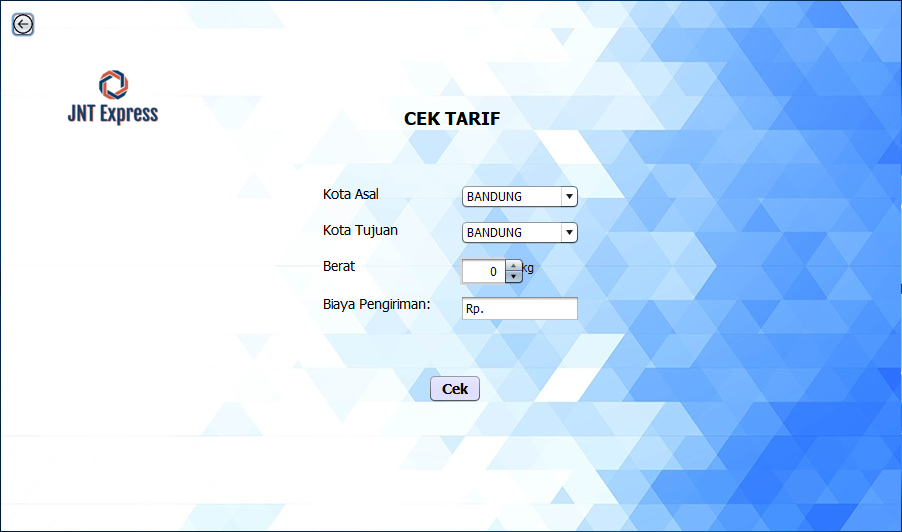 JNT Express
CEK TARIF
Kota Asal BANDUNG
Kota Tujuan BANDUNG
Berat 0 kg
Biaya Pengiriman: Rp.
Cek